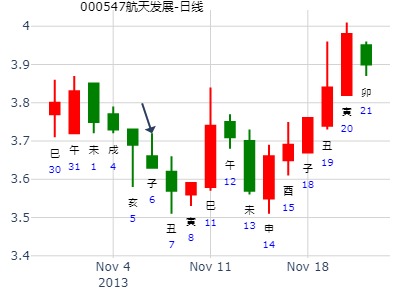 000547航天发展-日线
4
3.9
3.8
3.7
3.6
3.5
3.4
巳
30
午
31
未
1
戌
4
亥
5
子
6
丑
7
寅
8
巳
11
午
12
未
13
申
14
酉
15
子
18
丑
19
寅
20
卯
21
Nov 4
2013
Nov 11
Nov 18